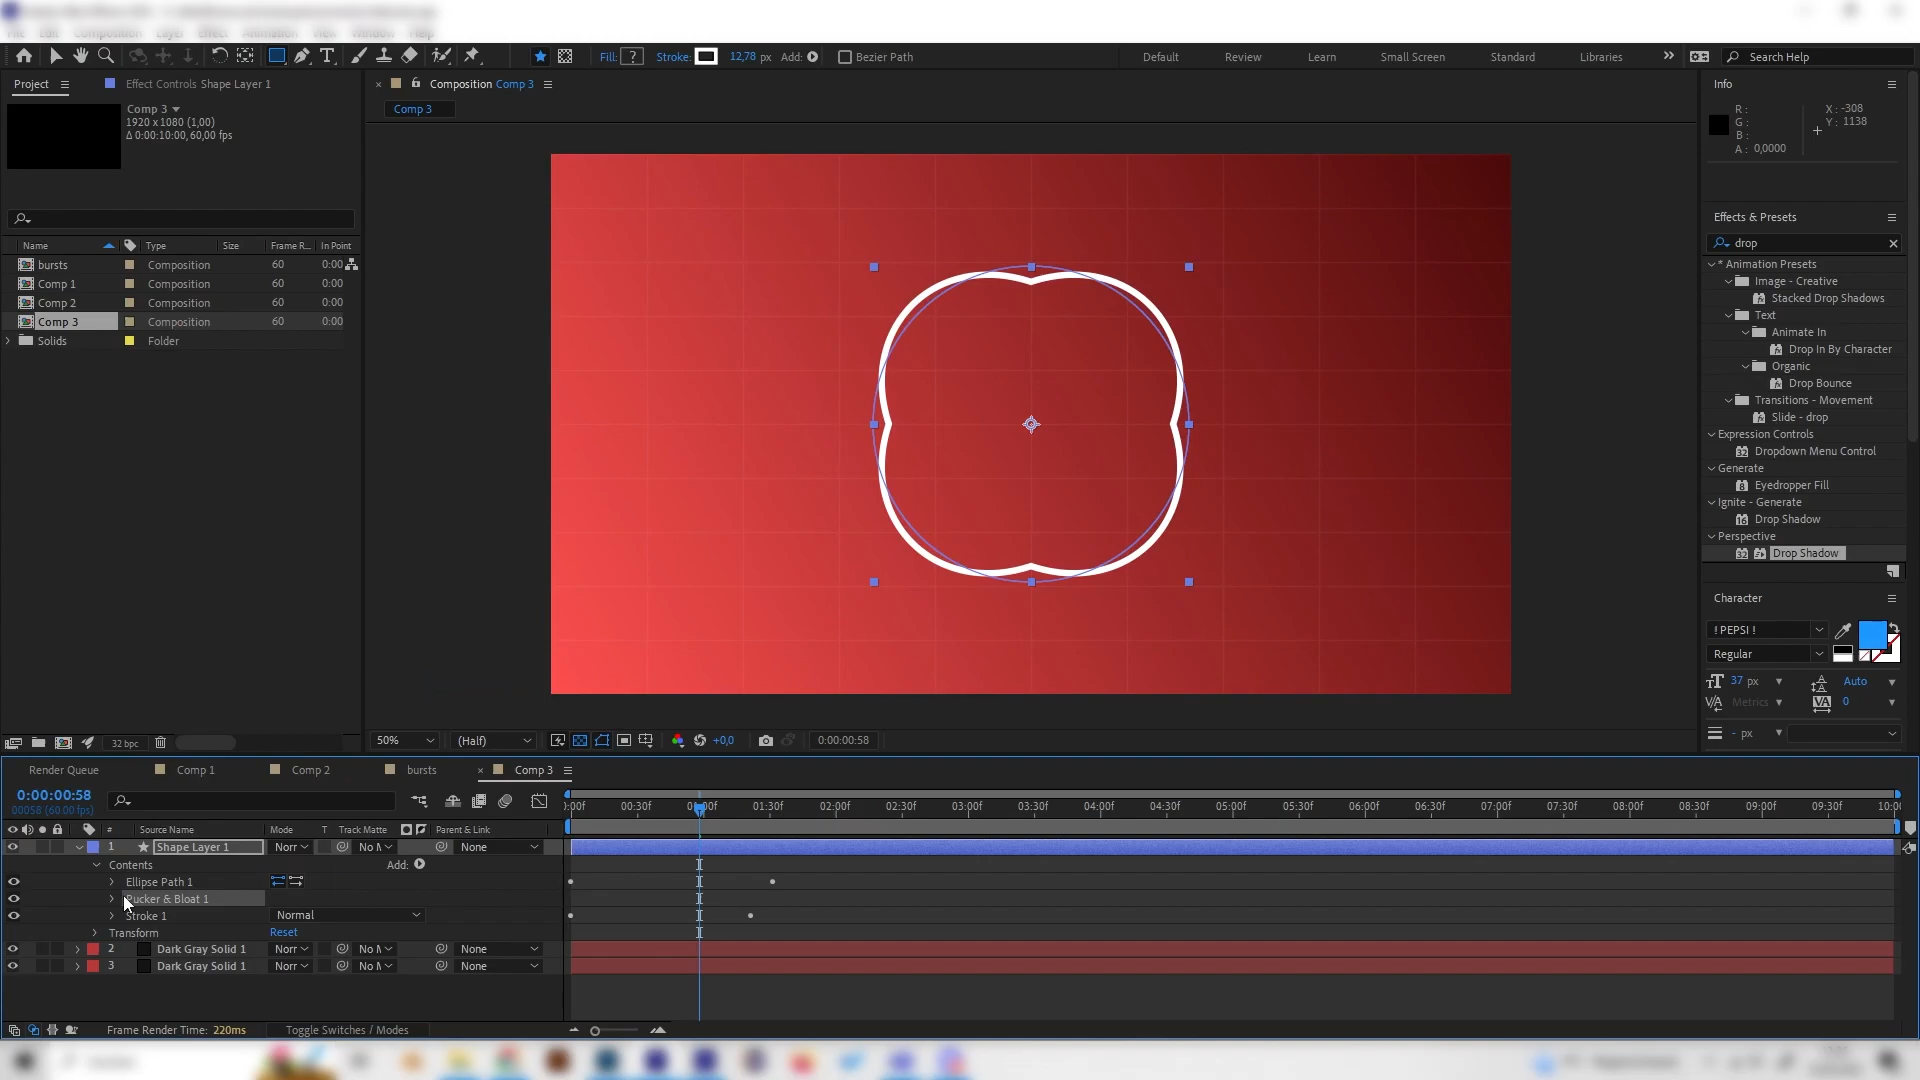 Fill: ?
Stroke:
12,78 px
Add:
Bezier Path
Default
Review
Learn
Small Screen
Standard
Libraries
Search Help
Project
Effect Controls Shape Layer 1
Comp 3
1920 x 1080 (1,00)
Δ 0:00:10:00, 60,00 fps
Name
Type
Size
Frame R...
In Point
bursts Composition 60 0:00
Comp 1 Composition 60 0:00
Comp 2 Composition 60 0:00
Comp 3 Composition 60 0:00
Solids Folder
32 bpc
Composition Comp 3
Comp 3
50%
(Half)
+0,0
0:00:00:58
Info
R :
G :
B :
A : 0,0000
X : -308
Y : 1138
Effects & Presets
drop
* Animation Presets
Image - Creative
Stacked Drop Shadows
Text
Animate In
Drop In By Character
Organic
Drop Bounce
Transitions - Movement
Slide - drop
Expression Controls
Dropdown Menu Control
Generate
Eyedropper Fill
Ignite - Generate
Drop Shadow
Perspective
Drop Shadow
Character
! PEPSI !
Regular
37 px
Auto
Metrics
0
- px
Render Queue
Comp 1
Comp 2
bursts
Comp 3
0:00:00:58
00058 (60.00 fps)
# Source Name Mode T Track Matte Parent & Link
:00f 00:30f 01:00f 01:30f 02:00f 02:30f 03:00f 03:30f 04:00f 04:30f 05:00f 05:30f 06:00f 06:30f 07:00f 07:30f 08:00f 08:30f 09:00f 09:30f 10:00
1 Shape Layer 1 Norr No M None
Contents Add:
Ellipse Path 1
Pucker & Bloat 1
Stroke 1 Normal
Transform Reset
2 Dark Gray Solid 1 Norr No M None
3 Dark Gray Solid 1 Norr No M None
Frame Render Time: 220ms
Toggle Switches / Modes